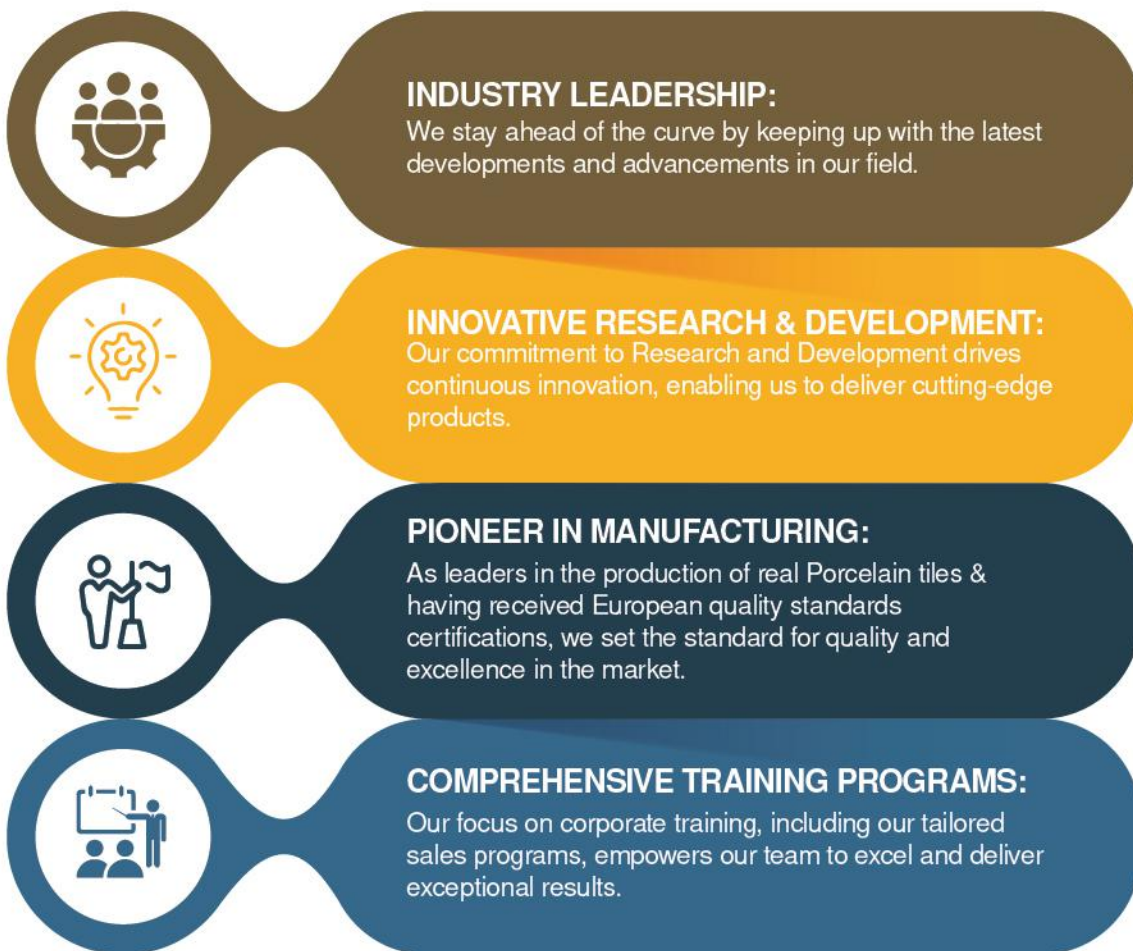 INDUSTRY LEADERSHIP:
We stay ahead of the curve by keeping up with the latest
developments and advancements in our field.
INNOVATIVE RESEARCH & DEVELOPMENT:
Our commitment to Research and Development drives
continuous innovation, enabling us to deliver cutting-edge
products.
PIONEER IN MANUFACTURING:
As leaders in the production of real Porcelain tiles &
having received European quality standards
certifications, we set the standard for quality and
excellence in the market.
COMPREHENSIVE TRAINING PROGRAMS:
Our focus on corporate training, including our tailored
sales programs, empowers our team to excel and deliver
exceptional results.